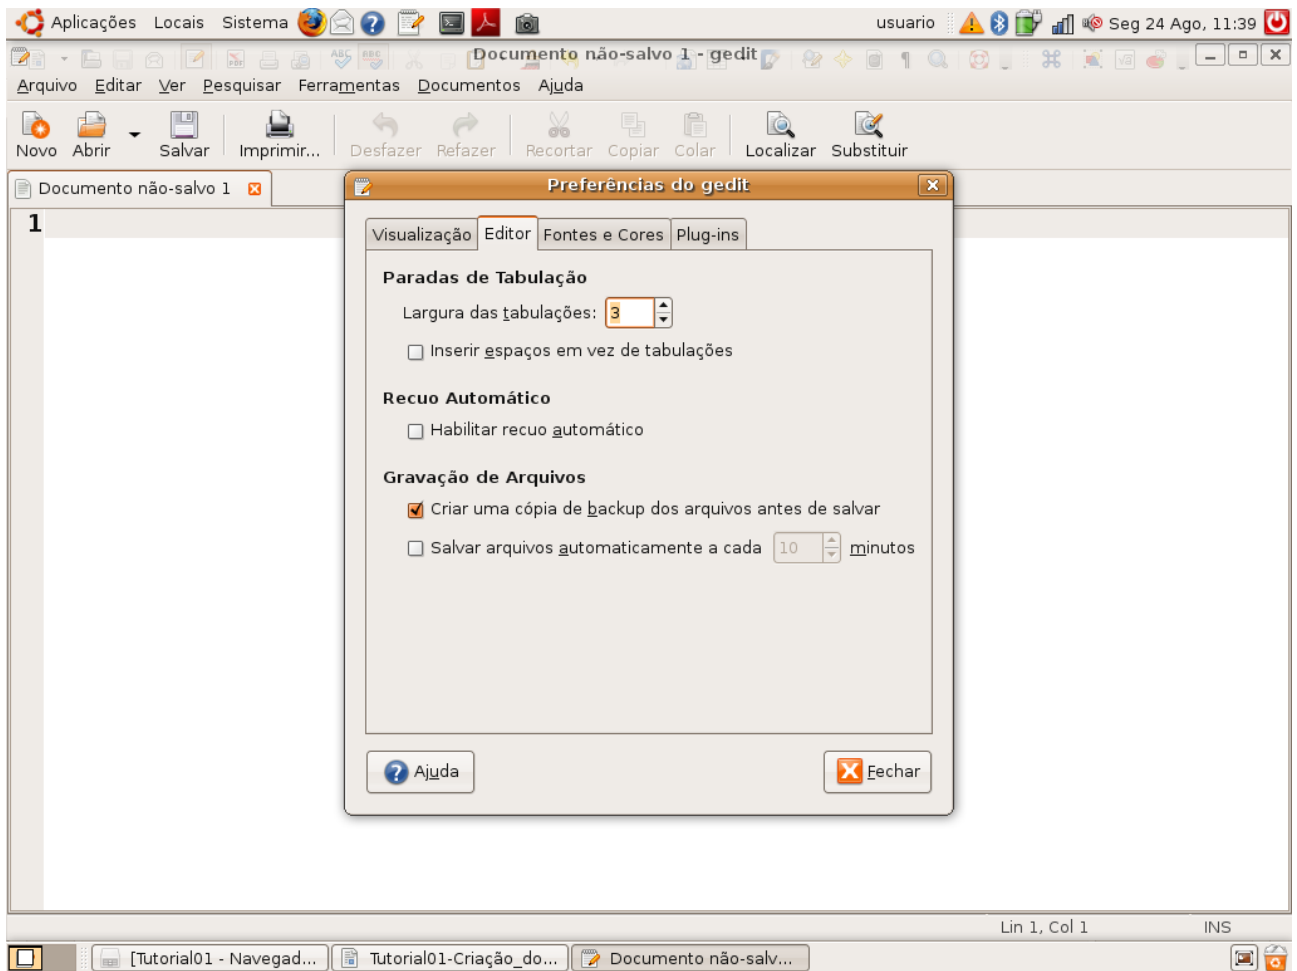 Aplicações Locais Sistema usuario Seg 24 Ago, 11:39
Documento não-salvo 1 - gedit
Arquivo Editar Ver Pesquisar Ferramentas Documentos Ajuda
Novo Abrir Salvar Imprimir... Desfazer Refazer Recortar Copiar Colar Localizar Substituir
Documento não-salvo 1
1
Preferências do gedit
Visualização Editor Fontes e Cores Plug-ins
Paradas de Tabulação
Largura das tabulações: 3
Inserir espaços em vez de tabulações
Recuo Automático
Habilitar recuo automático
Gravação de Arquivos
Criar uma cópia de backup dos arquivos antes de salvar
Salvar arquivos automaticamente a cada 10 minutos
Ajuda Fechar
Lin 1, Col 1 INS
[Tutorial01 - Navegad... Tutorial01-Criação_do... Documento não-salv...